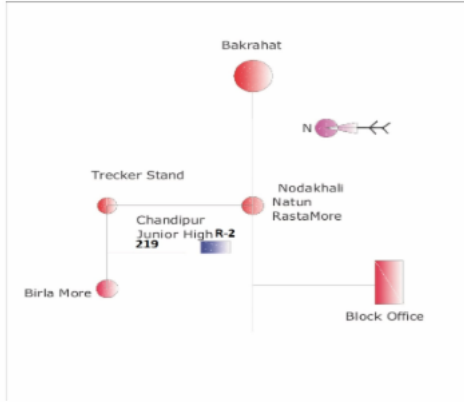 Bakrahat
N
Trecker Stand
Nodakhali
Natun
RastaMore
Chandipur
Junior High R-2
219
Birla More
Block Office